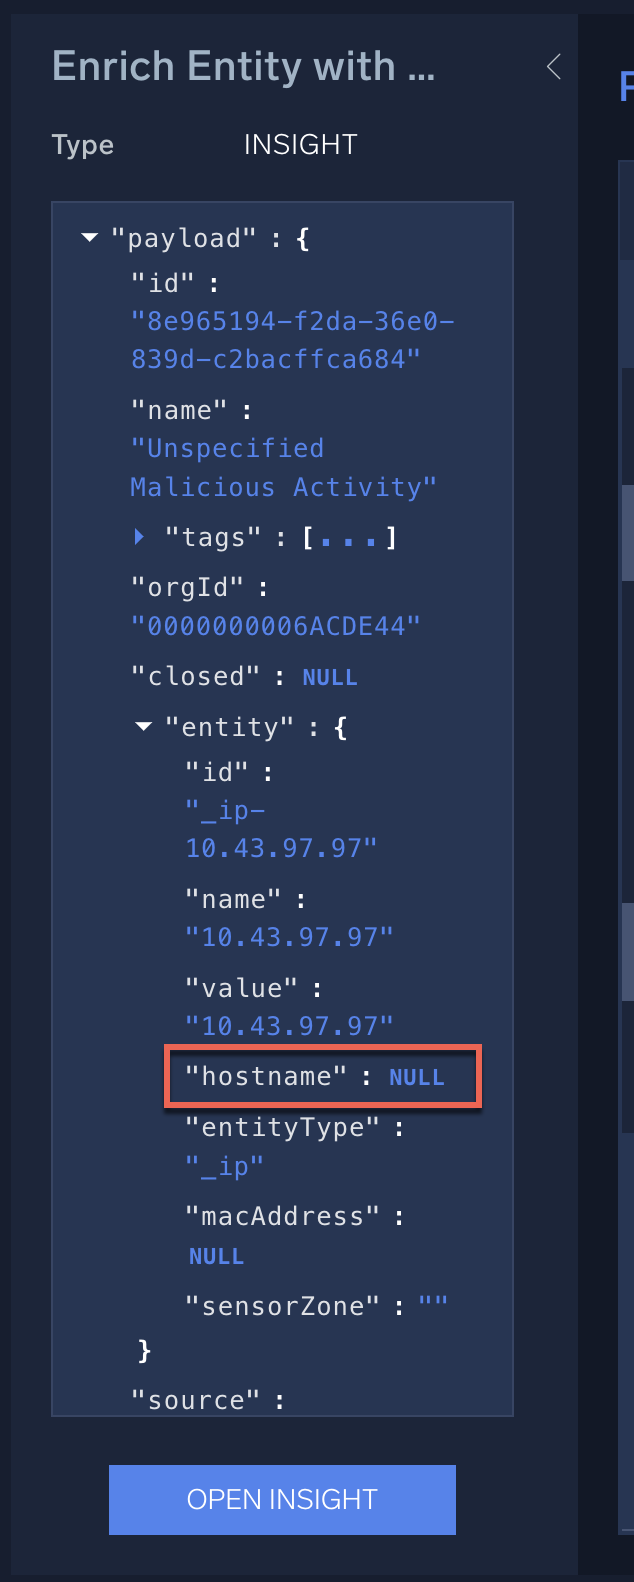 Enrich Entity with ...
Type INSIGHT
"payload" : {
"id" :
"8e965194-f2da-36e0-
839d-c2bacffca684"
"name" :
"Unspecified
Malicious Activity"
"tags" : [...]
"orgId" :
"0000000006ACDE44"
"closed" : NULL
"entity" : {
"id" :
"_ip-
10.43.97.97"
"name" :
"10.43.97.97"
"value" :
"10.43.97.97"
"hostname" : NULL
"entityType" :
"_ip"
"macAddress" :
NULL
"sensorZone" : ""
}
"source" :
OPEN INSIGHT